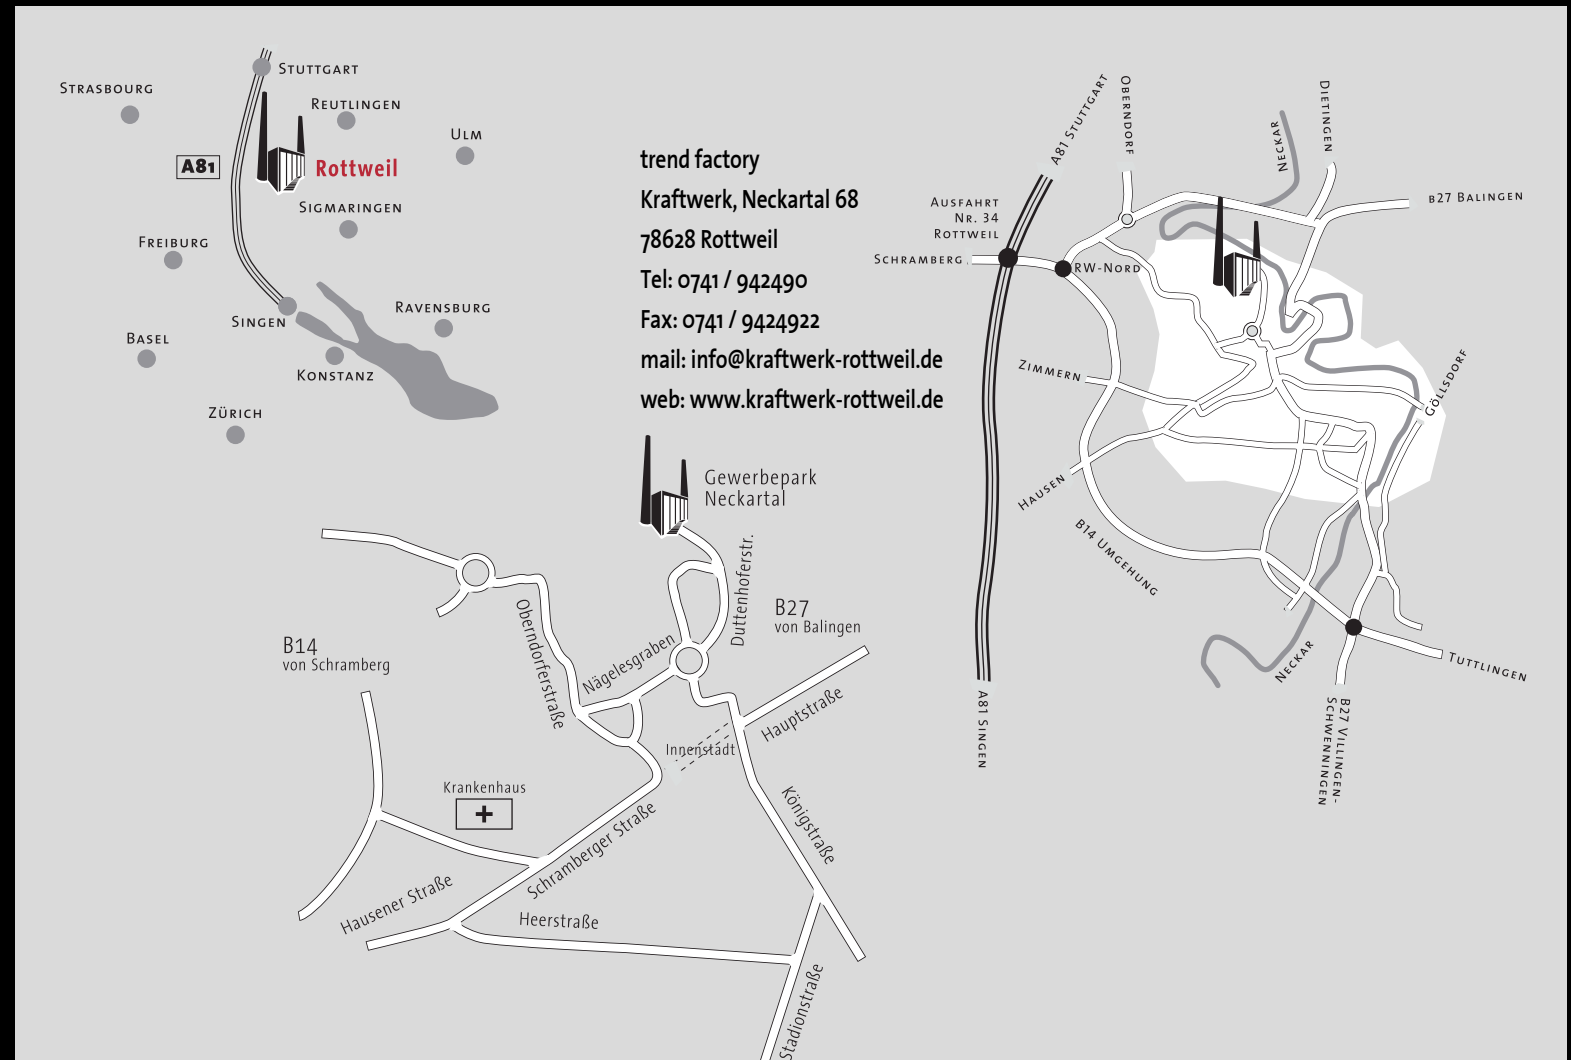 Stuttgart
Strasbourg
Reutlingen
Ulm
A81
Rottweil
Sigmaringen
Freiburg
Ravensburg
Singen
Basel
Konstanz
Zürich
trend factory
Kraftwerk, Neckartal 68
78628 Rottweil
Tel: 0741 / 942490
Fax: 0741 / 9424922
mail: info@kraftwerk-rottweil.de
web: www.kraftwerk-rottweil.de
A81 Stuttgart
Oberndorf
Neckar
Dietingen
B27 Balingen
Ausfahrt
Nr. 34
Rottweil
Schramberg
RW-Nord
Zimmern
Göllsdorf
Hausen
B14 Umgehung
Neckar
Tuttlingen
A81 Singen
B27 Villingen-
Schwenningen
Gewerbepark
Neckartal
Duttenhoferstr.
B27
von Balingen
Oberndorferstraße
Nägelesgraben
B14
von Schramberg
Hauptstraße
Innenstadt
Krankenhaus
+
Königstraße
Schramberger Straße
Hausener Straße
Heerstraße
Stadionstraße